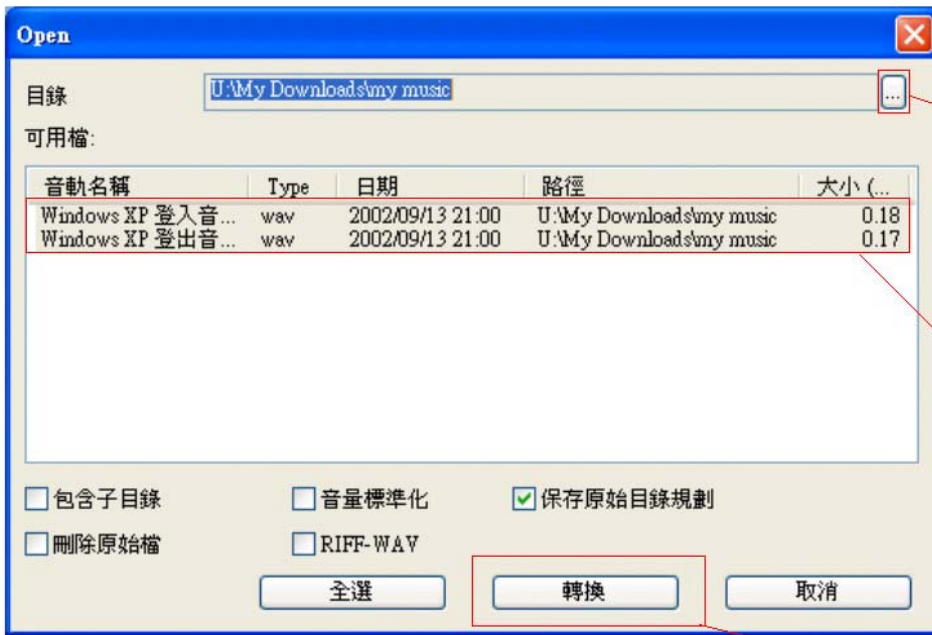 Open
目錄 U:\My Downloads\my music ...
可用檔:
音軌名稱 Type 日期 路徑 大小 (...
Windows XP 登入音... wav 2002/09/13 21:00 U:\My Downloads\my music 0.18
Windows XP 登出音... wav 2002/09/13 21:00 U:\My Downloads\my music 0.17
包含子目錄 音量標準化 保存原始目錄規劃
刪除原始檔 RIFF-WAV
全選 轉換 取消